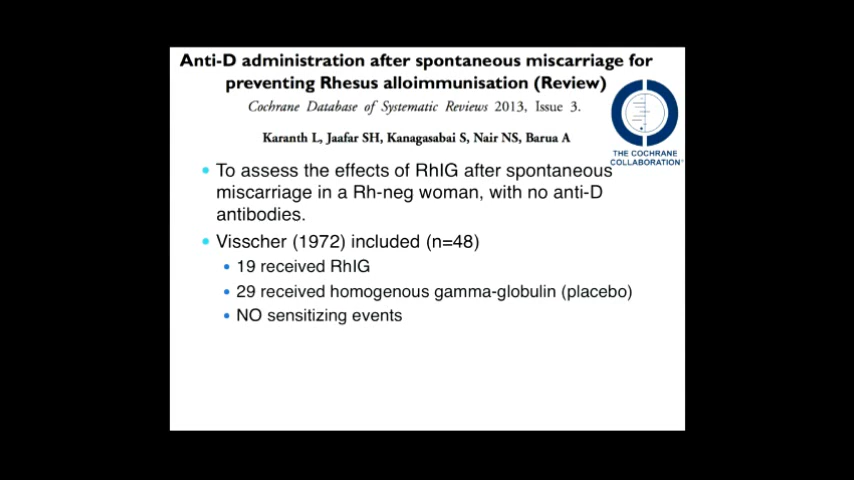 Anti-D administration after spontaneous miscarriage for
preventing Rhesus alloimmunisation (Review)
Cochrane Database of Systematic Reviews 2013, Issue 3.
Karanth L, Jaafar SH, Kanagasabai S, Nair NS, Barua A
THE COCHRANE
COLLABORATION®
• To assess the effects of RhIG after spontaneous
miscarriage in a Rh-neg woman, with no anti-D
antibodies.
• Visscher (1972) included (n=48)
• 19 received RhIG
• 29 received homogenous gamma-globulin (placebo)
• NO sensitizing events